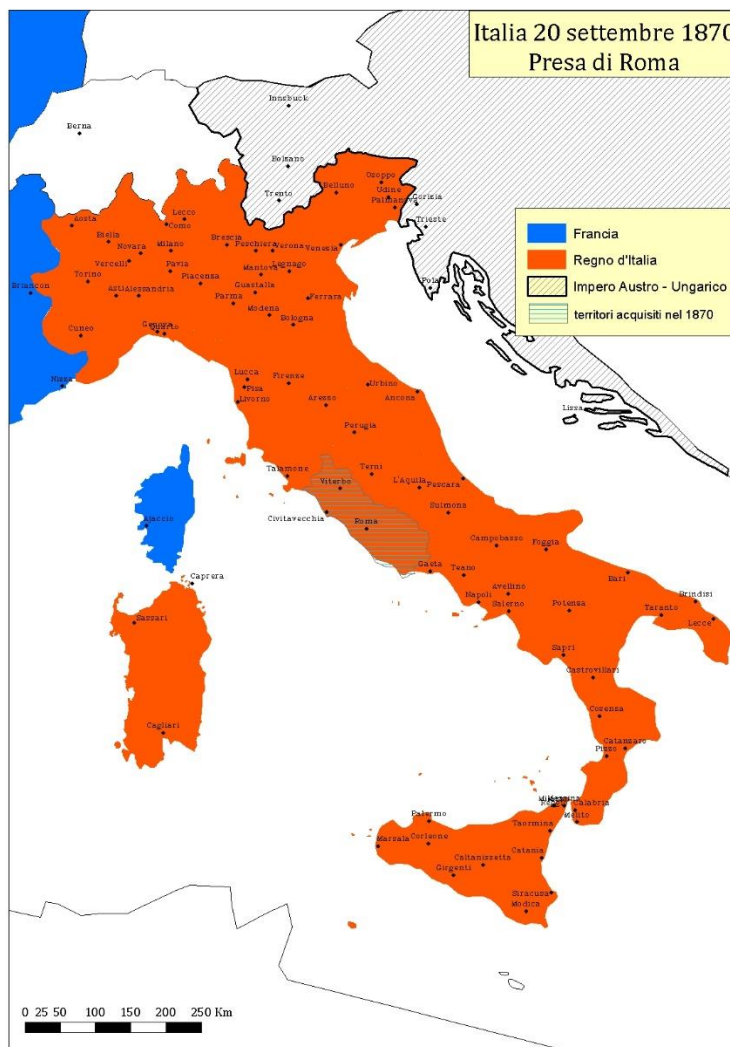 Italia 20 settembre 1870
Presa di Roma
Innsbuck
Berna
Bolsano
Osoppo
Trento
Belluno
Udine
Palmanova
Gorizia
Lecco
Aosta
Como
Trieste
Biella
Brescia
Novara
Milano
Peschiera
Verona
Venezia
Francia
Vercelli
Pavia
Legnago
Regno d'Italia
Mantova
Torino
Piacensa
Pola
Briancon
Asti
Alessandria
Guastalla
Impero Austro - Ungarico
Parma
Ferrara
Modena
territori acquisiti nel 1870
Bologna
Cuneo
Genova
Quarto
Nizza
Lucca
Firenze
Urbino
Pisa
Ancona
Livorno
Aresso
Lissa
Perugia
Talamone
Terni
Viterbo
L'Aquila
Pescara
Sulmona
Civitavecchia
Ajaccio
Roma
Campobasso
Foggia
Gaeta
Teano
Bari
Caprera
Avellino
Napoli
Salerno
Potenza
Brindisi
Taranto
Lecce
Sassari
Sapri
Castrovillari
Cosenza
Cagliari
Catanzaro
Pizzo
Calabria
Palermo
Melito
Taormina
Marsala
Corleone
Catania
Caltanissetta
Girgenti
Siracusa
Modica
0 25 50 100 150 200 250 Km